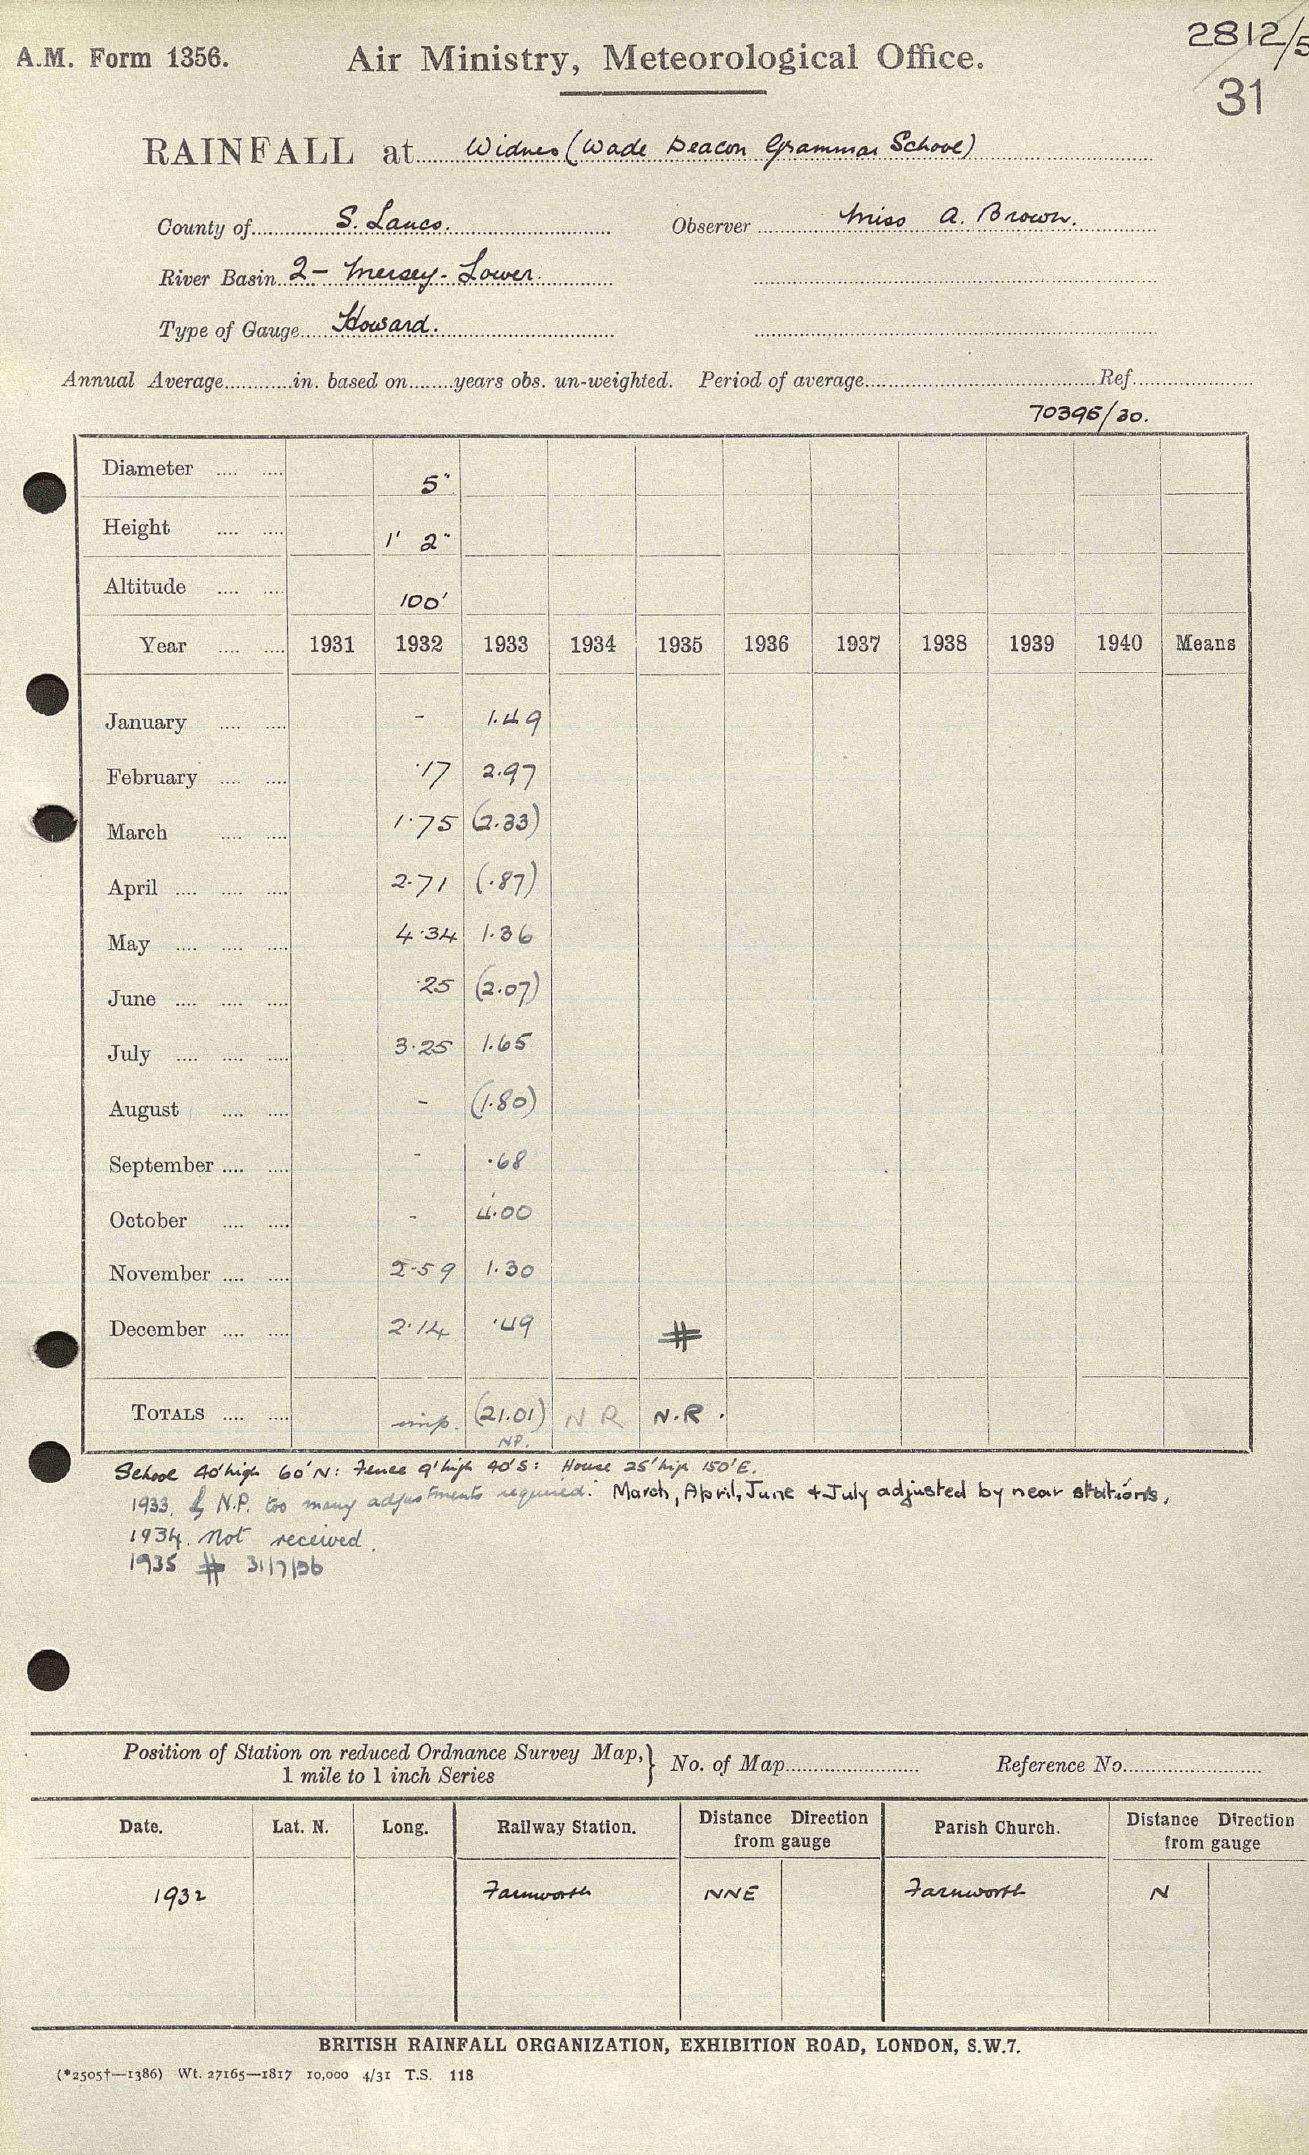 2812/5
A.M. Form 1356. Air Ministry, Meteorological Office.
31
RAINFALL at Widnes (Wade Deacon Grammar School)
County of S. Lancs. Observer Miss A. Brown.
River Basin 2 - Mersey - Lower.
Type of Gauge Howard.
Annual Average in. based on years obs. un-weighted. Period of average Ref.
70395/30.
Diameter 5"
Height 1' 2"
Altitude 100'
Year 1931 1932 1933 1934 1935 1936 1937 1938 1939 1940 Means
January - 1.49
February .17 2.97
March 1.75 (2.33)
April 2.71 (.87)
May 4.34 1.36
June .25 (2.07)
July 3.25 1.65
August - (1.80)
September - .68
October - 4.00
November 2.59 1.30
December 2.14 .49 #
TOTALS imp. (21.01) N R N.R.
N.P.
School 40' high 60' N: Fence 9' high 90' S: House 25' high 150' E.
1933. N.P. too many adjustments required. March, April, June & July adjusted by near stations.
1934. Not received.
1935 # 31/7/36
Position of Station on reduced Ordnance Survey Map, } No. of Map Reference No.
1 mile to 1 inch Series
Date. Lat. N. Long. Railway Station. Distance Direction from gauge Parish Church. Distance Direction from gauge
1932 Farnworth NNE Farnworth N
BRITISH RAINFALL ORGANIZATION, EXHIBITION ROAD, LONDON, S.W.7.
(*2505†—1386) Wt. 27165—1817 10,000 4/31 T.S. 118